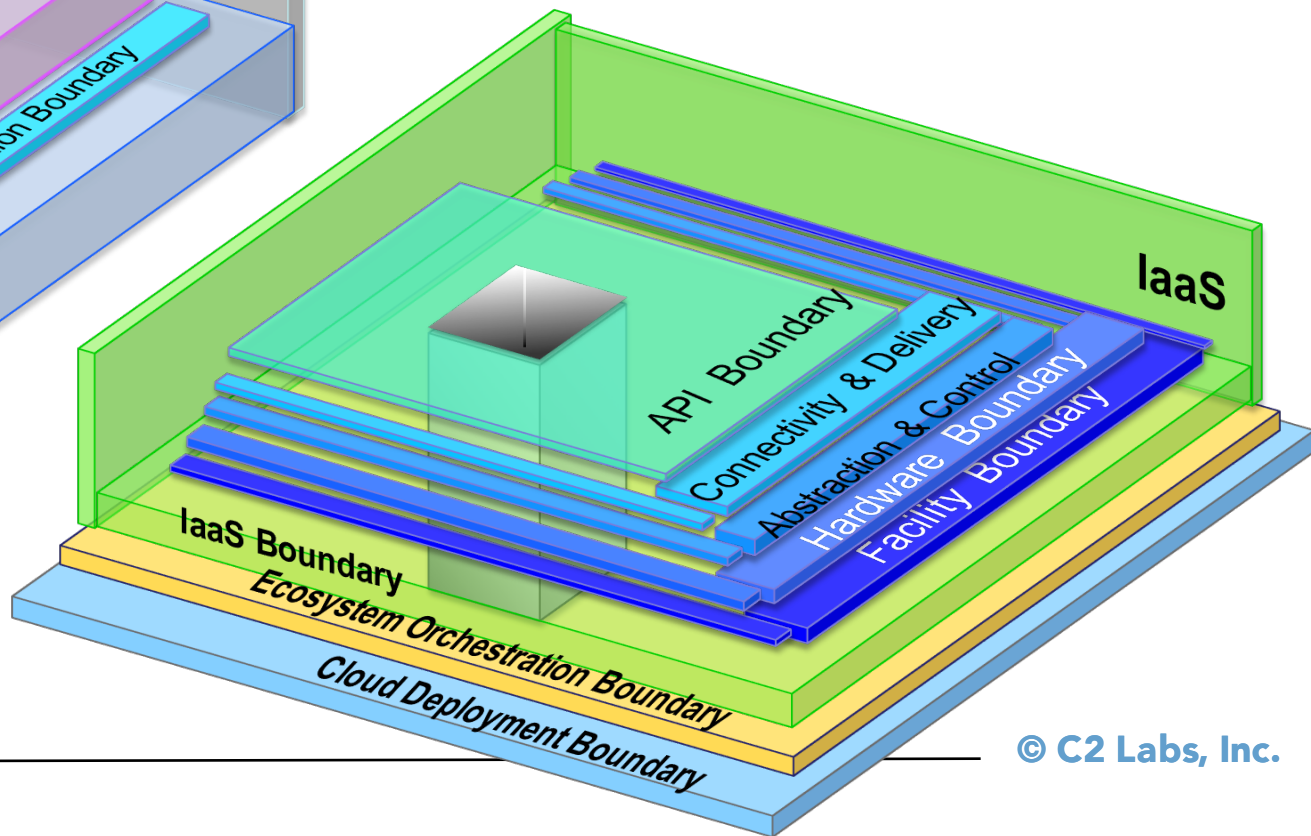 Boundary
IaaS
API Boundary
Connectivity & Delivery
Abstraction & Control
Hardware Boundary
Facility Boundary
IaaS Boundary
Ecosystem Orchestration Boundary
Cloud Deployment Boundary
© C2 Labs, Inc.